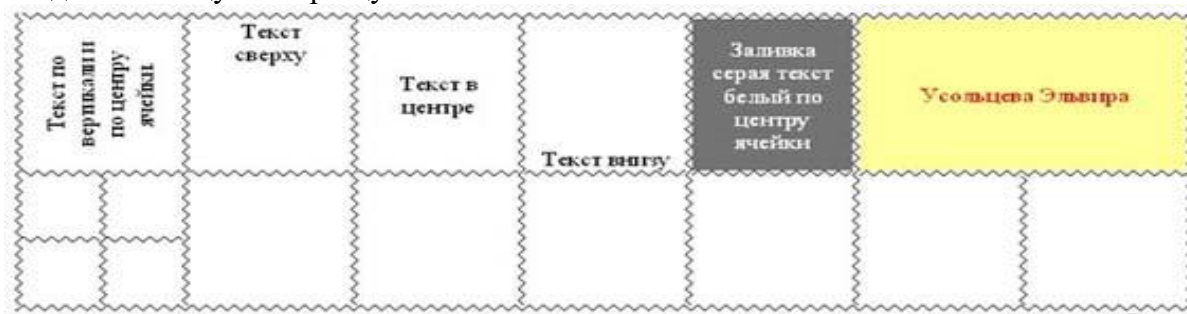 Текст по
вертикали и
по центру
ячейки
Текст
сверху
Текст в
центре
Текст внизу
Заливка
серая текст
белый по
центру
ячейки
Усольцева Эльвира